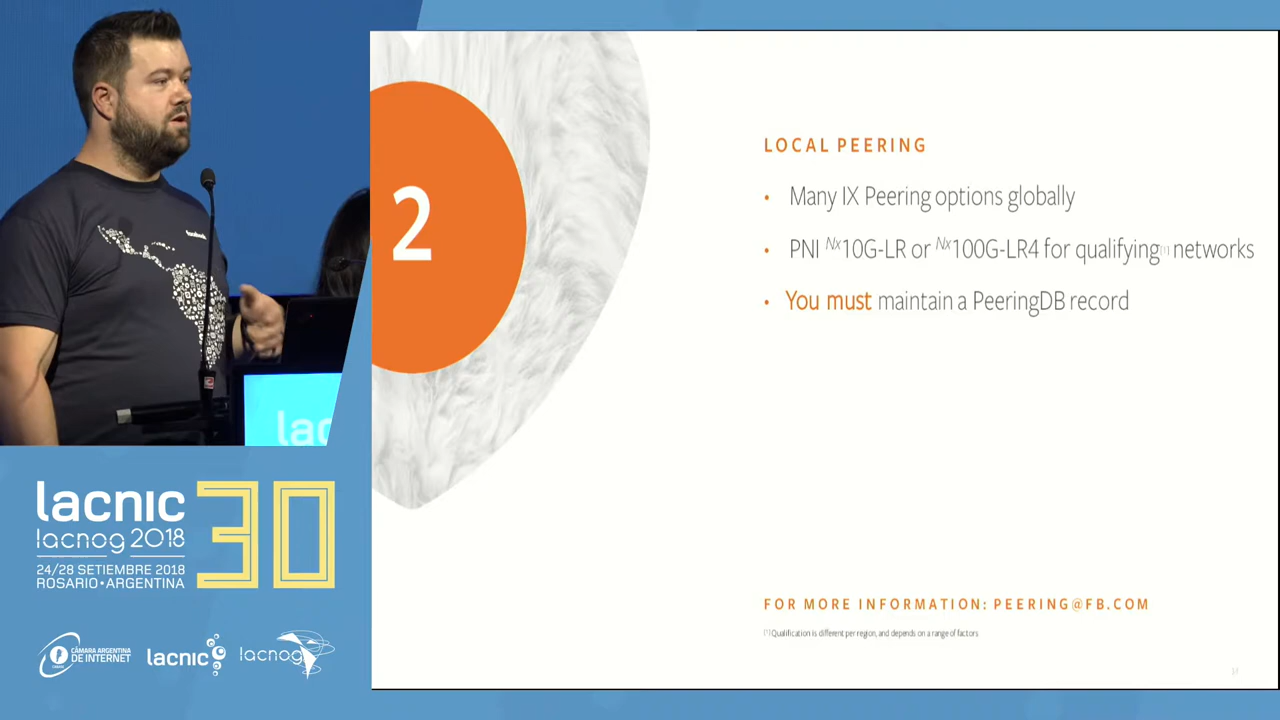 2
LOCAL PEERING
• Many IX Peering options globally
• PNI Nx10G-LR or Nx100G-LR4 for qualifying[1] networks
• You must maintain a PeeringDB record
FOR MORE INFORMATION: PEERING@FB.COM
[1] Qualification is different per region, and depends on a range of factors
lac
lacnic 30
lacnog 2018
24/28 SETIEMBRE 2018
ROSARIO•ARGENTINA
CÁMARA ARGENTINA
DE INTERNET
lacnic
lacnog